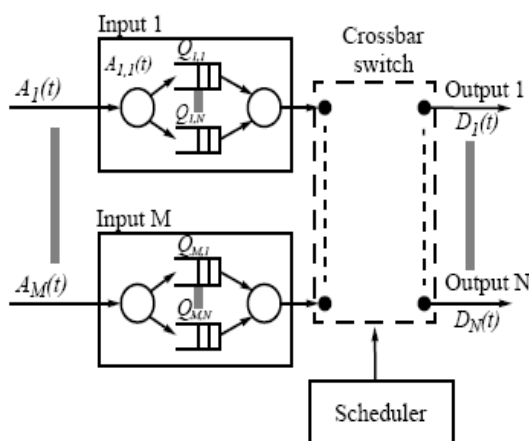 Input 1
Crossbar
switch
A1(t)
A1,1(t)
Q1,1
Q1,N
Output 1
D1(t)
Input M
AM(t)
QM,1
QM,N
Output N
DN(t)
Scheduler